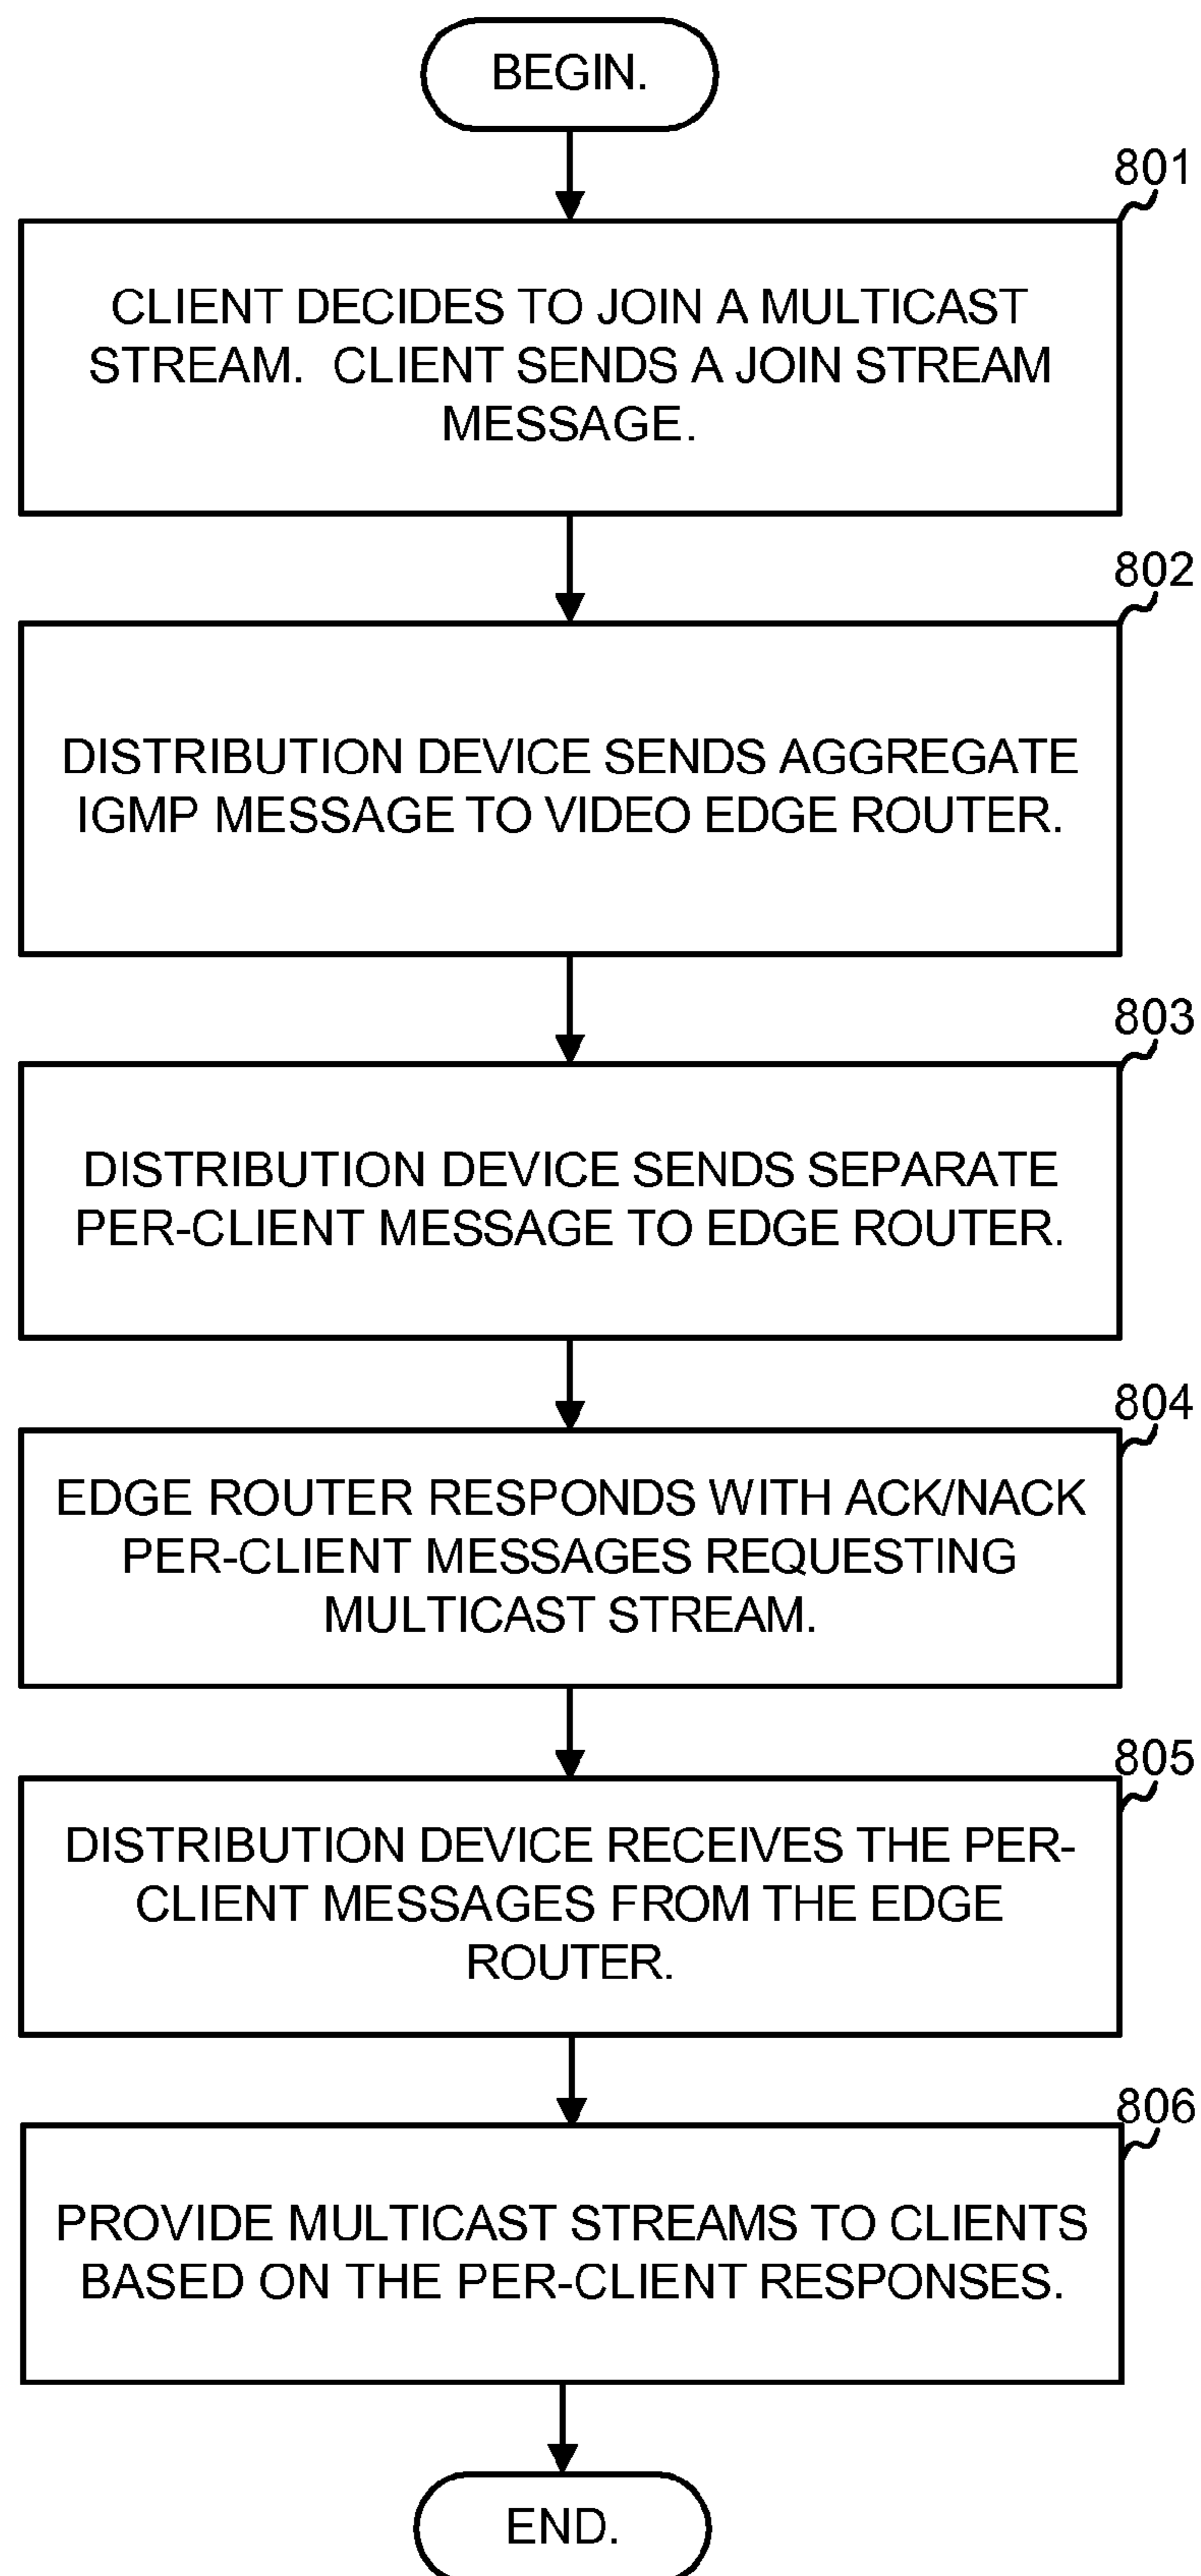 BEGIN.
801
CLIENT DECIDES TO JOIN A MULTICAST
STREAM.  CLIENT SENDS A JOIN STREAM
MESSAGE.
802
DISTRIBUTION DEVICE SENDS AGGREGATE
IGMP MESSAGE TO VIDEO EDGE ROUTER.
803
DISTRIBUTION DEVICE SENDS SEPARATE
PER-CLIENT MESSAGE TO EDGE ROUTER.
804
EDGE ROUTER RESPONDS WITH ACK/NACK
PER-CLIENT MESSAGES REQUESTING
MULTICAST STREAM.
805
DISTRIBUTION DEVICE RECEIVES THE PER-
CLIENT MESSAGES FROM THE EDGE
ROUTER.
806
PROVIDE MULTICAST STREAMS TO CLIENTS
BASED ON THE PER-CLIENT RESPONSES.
END.